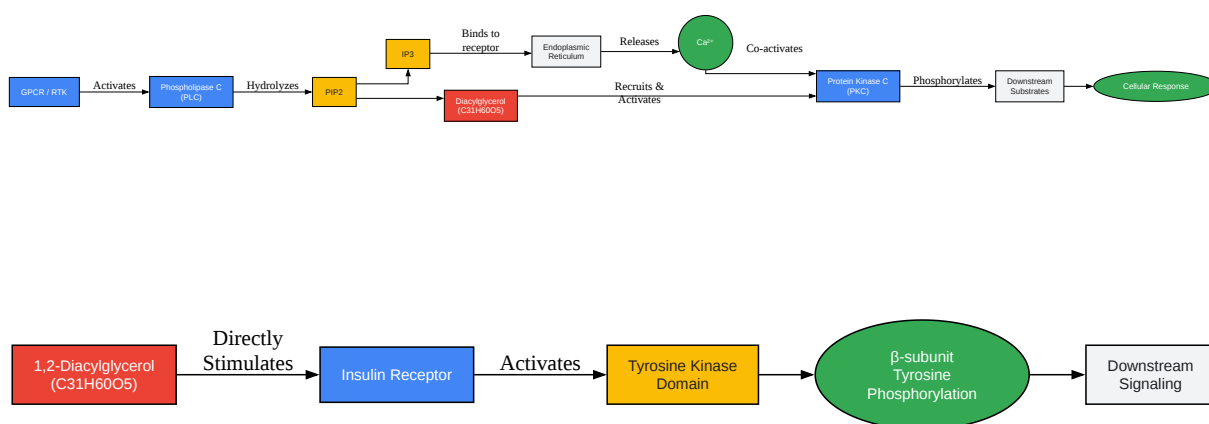 GPCR / RTK
Activates
Phospholipase C
(PLC)
Hydrolyzes
PIP2
IP3
Binds to
receptor
Endoplasmic
Reticulum
Releases
Ca²⁺
Co-activates
Diacylglycerol
(C31H60O5)
Recruits &
Activates
Protein Kinase C
(PKC)
Phosphorylates
Downstream
Substrates
Cellular Response
1,2-Diacylglycerol
(C31H60O5)
Directly
Stimulates
Insulin Receptor
Activates
Tyrosine Kinase
Domain
β-subunit
Tyrosine
Phosphorylation
Downstream
Signaling